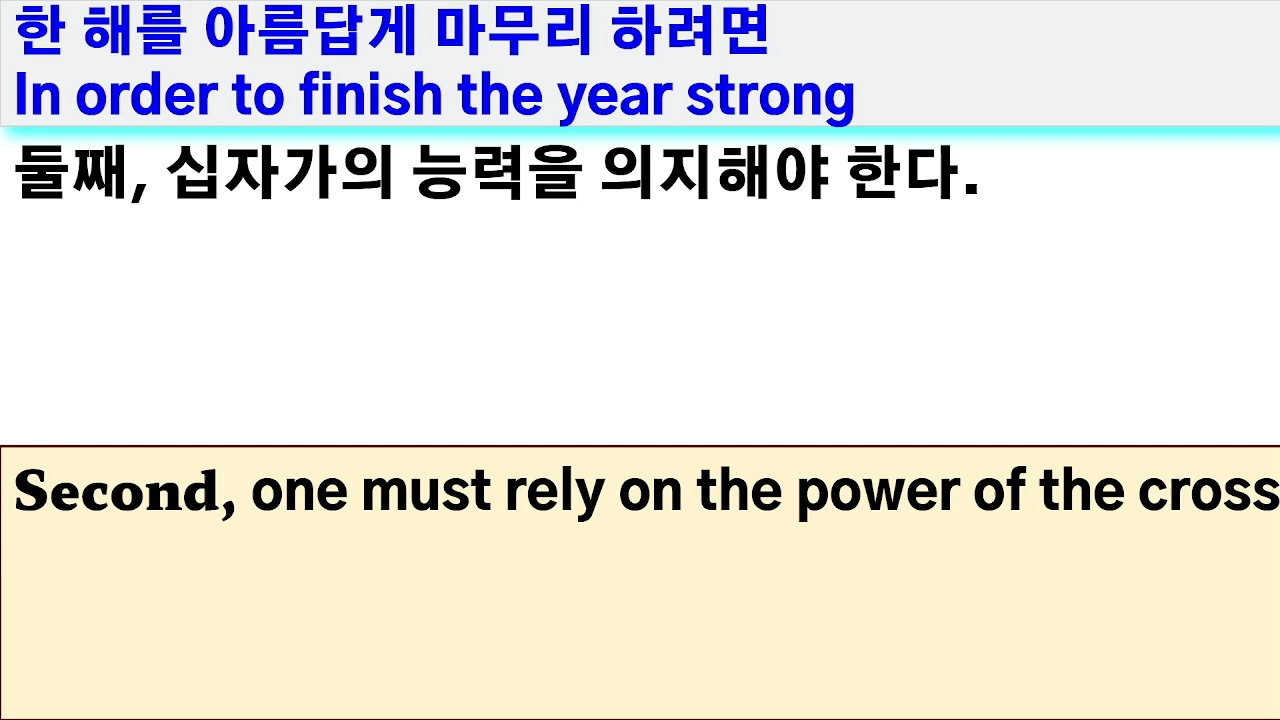 한 해를 아름답게 마무리 하려면
In order to finish the year strong
둘째, 십자가의 능력을 의지해야 한다.
Second, one must rely on the power of the cross